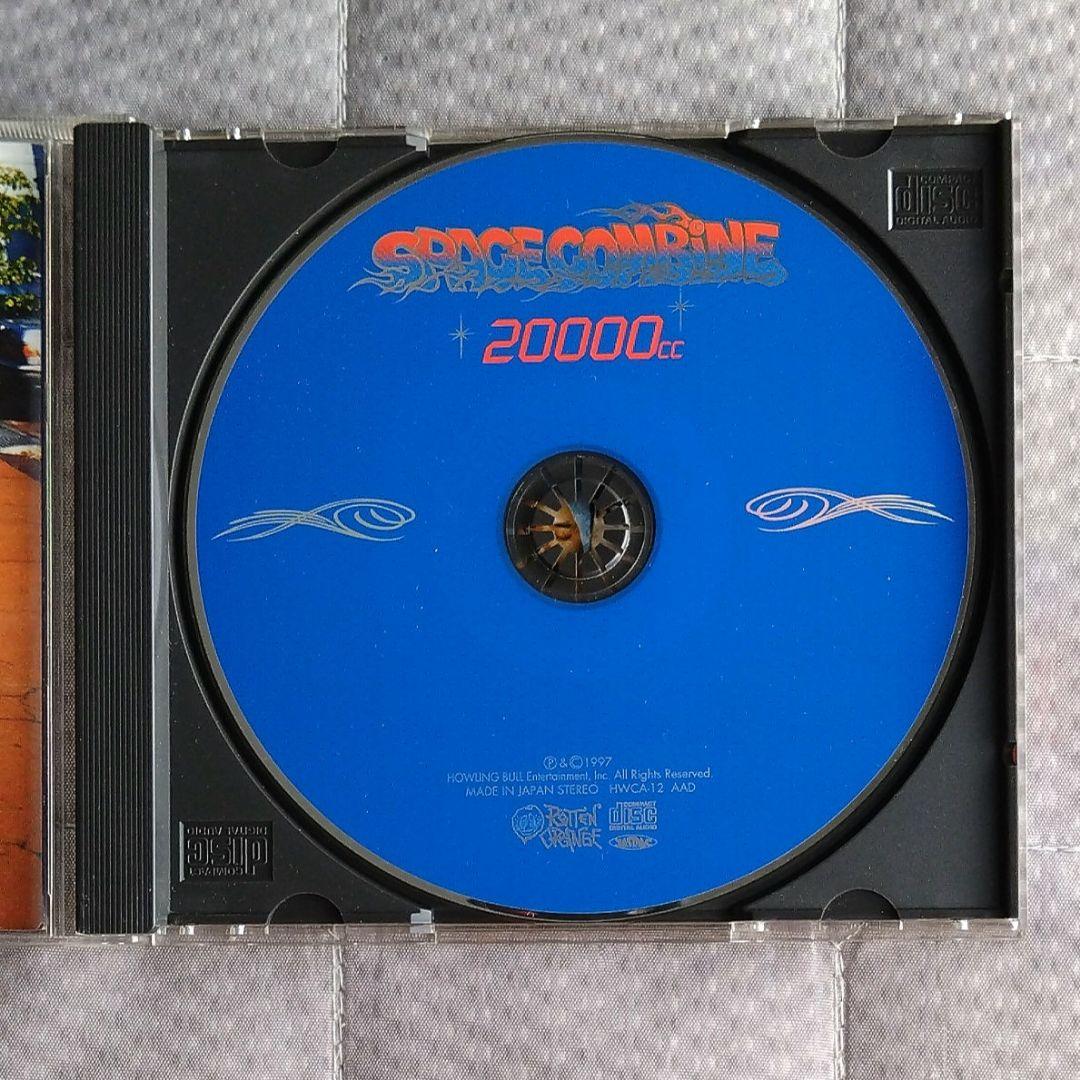 COMPACT
disc
DIGITAL AUDIO
SPACE COMBiNE
20000cc
Ⓟ&©1997
HOWLING BULL Entertainment, Inc. All Rights Reserved.
MADE IN JAPAN STEREO HWCA-12 AAD
ROTTEN
ORANGE
COMPACT
disc
DIGITAL AUDIO
JASRAC
COMPACT
disc
DIGITAL AUDIO